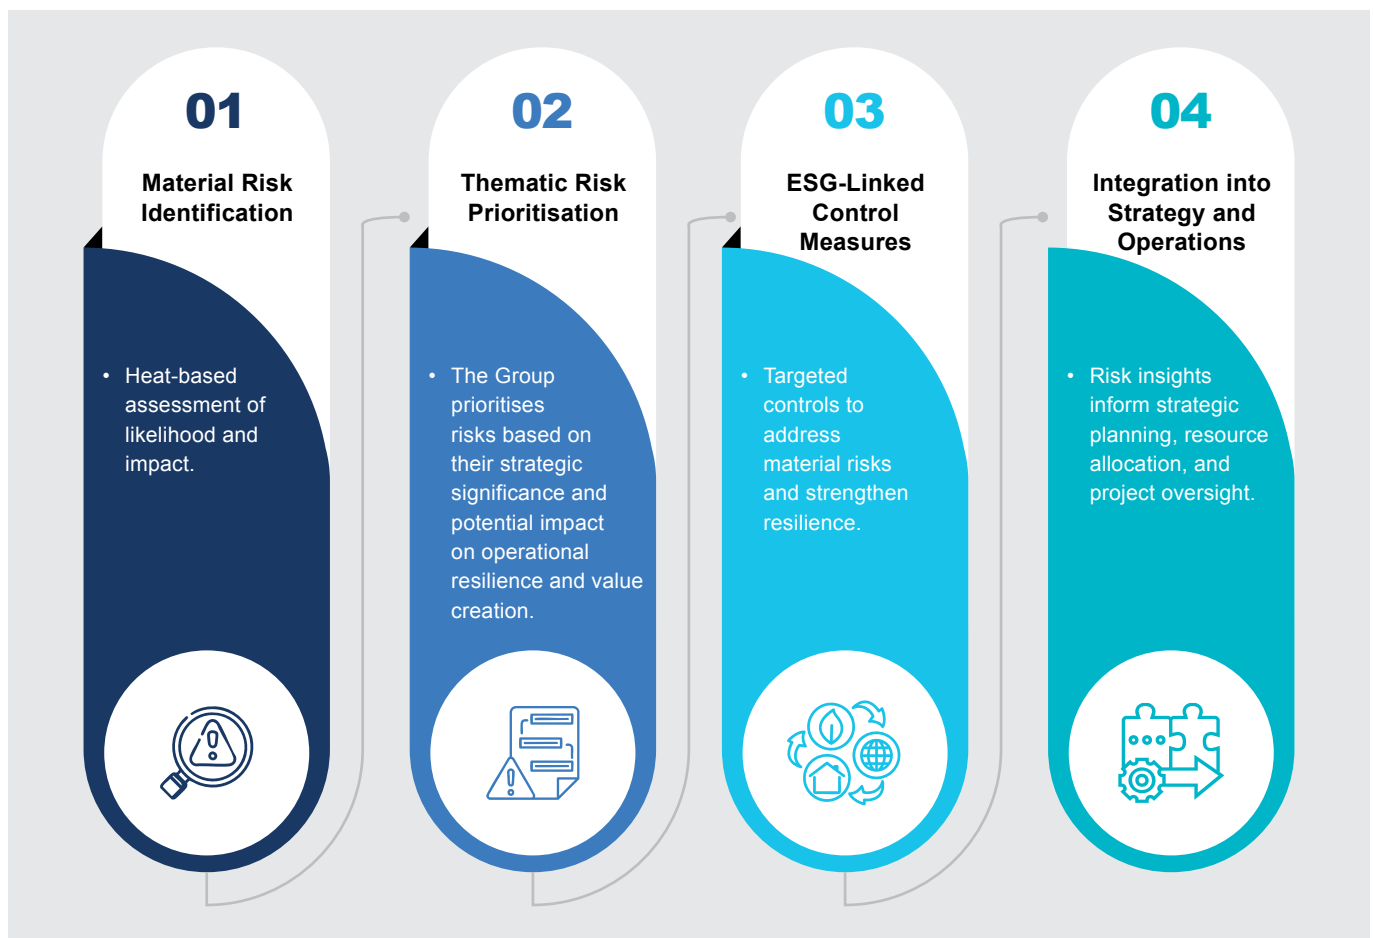 01
Material Risk
Identification
• Heat-based
assessment of
likelihood and
impact.
02
Thematic Risk
Prioritisation
• The Group
prioritises
risks based on
their strategic
significance and
potential impact
on operational
resilience and value
creation.
03
ESG-Linked
Control
Measures
• Targeted
controls to
address
material risks
and strengthen
resilience.
04
Integration into
Strategy and
Operations
• Risk insights
inform strategic
planning, resource
allocation, and
project oversight.